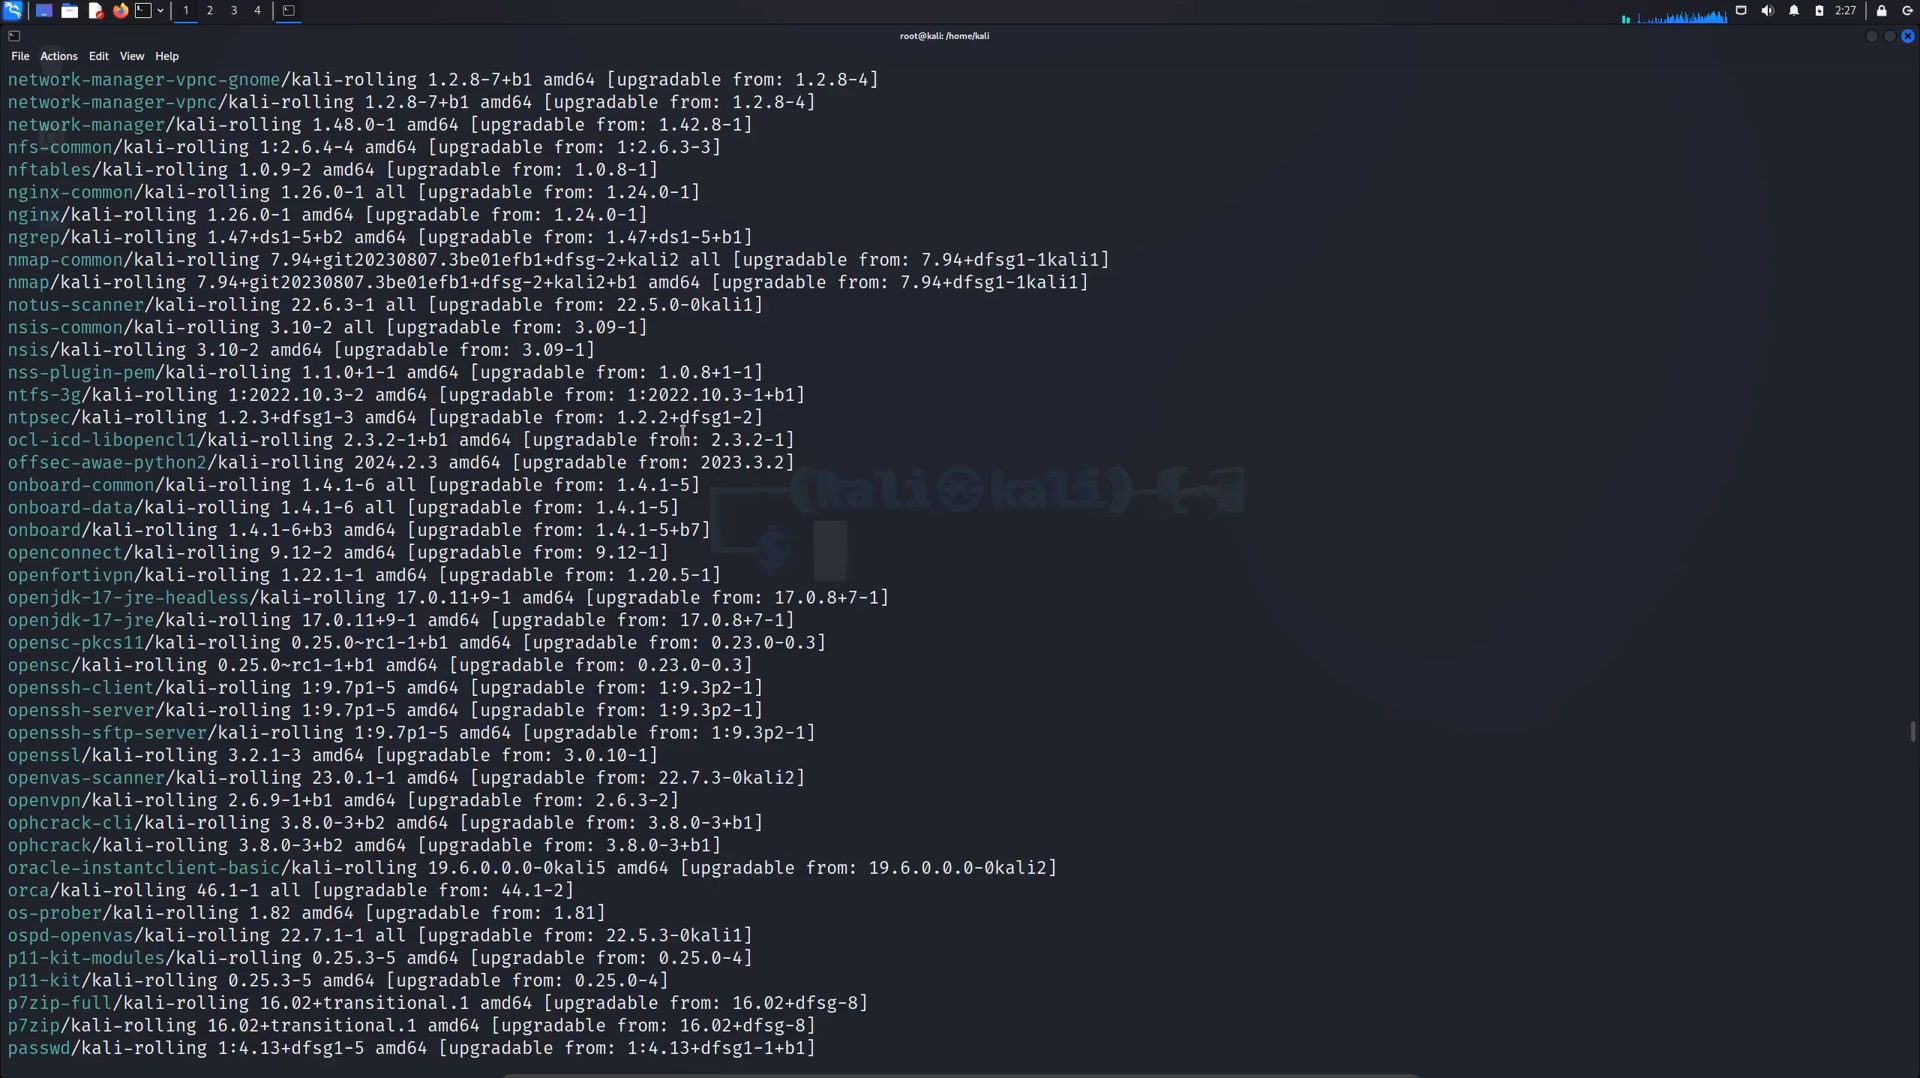 1 2 3 4
2:27
root@kali: /home/kali
File Actions Edit View Help
network-manager-vpnc-gnome/kali-rolling 1.2.8-7+b1 amd64 [upgradable from: 1.2.8-4]
network-manager-vpnc/kali-rolling 1.2.8-7+b1 amd64 [upgradable from: 1.2.8-4]
network-manager/kali-rolling 1.48.0-1 amd64 [upgradable from: 1.42.8-1]
nfs-common/kali-rolling 1:2.6.4-4 amd64 [upgradable from: 1:2.6.3-3]
nftables/kali-rolling 1.0.9-2 amd64 [upgradable from: 1.0.8-1]
nginx-common/kali-rolling 1.26.0-1 all [upgradable from: 1.24.0-1]
nginx/kali-rolling 1.26.0-1 amd64 [upgradable from: 1.24.0-1]
ngrep/kali-rolling 1.47+ds1-5+b2 amd64 [upgradable from: 1.47+ds1-5+b1]
nmap-common/kali-rolling 7.94+git20230807.3be01efb1+dfsg-2+kali2 all [upgradable from: 7.94+dfsg1-1kali1]
nmap/kali-rolling 7.94+git20230807.3be01efb1+dfsg-2+kali2+b1 amd64 [upgradable from: 7.94+dfsg1-1kali1]
notus-scanner/kali-rolling 22.6.3-1 all [upgradable from: 22.5.0-0kali1]
nsis-common/kali-rolling 3.10-2 all [upgradable from: 3.09-1]
nsis/kali-rolling 3.10-2 amd64 [upgradable from: 3.09-1]
nss-plugin-pem/kali-rolling 1.1.0+1-1 amd64 [upgradable from: 1.0.8+1-1]
ntfs-3g/kali-rolling 1:2022.10.3-2 amd64 [upgradable from: 1:2022.10.3-1+b1]
ntpsec/kali-rolling 1.2.3+dfsg1-3 amd64 [upgradable from: 1.2.2+dfsg1-2]
ocl-icd-libopencl1/kali-rolling 2.3.2-1+b1 amd64 [upgradable from: 2.3.2-1]
offsec-awae-python2/kali-rolling 2024.2.3 amd64 [upgradable from: 2023.3.2]
onboard-common/kali-rolling 1.4.1-6 all [upgradable from: 1.4.1-5]
(kali㉿kali)-[~]
onboard-data/kali-rolling 1.4.1-6 all [upgradable from: 1.4.1-5]
onboard/kali-rolling 1.4.1-6+b3 amd64 [upgradable from: 1.4.1-5+b7]
$
openconnect/kali-rolling 9.12-2 amd64 [upgradable from: 9.12-1]
openfortivpn/kali-rolling 1.22.1-1 amd64 [upgradable from: 1.20.5-1]
openjdk-17-jre-headless/kali-rolling 17.0.11+9-1 amd64 [upgradable from: 17.0.8+7-1]
openjdk-17-jre/kali-rolling 17.0.11+9-1 amd64 [upgradable from: 17.0.8+7-1]
opensc-pkcs11/kali-rolling 0.25.0~rc1-1+b1 amd64 [upgradable from: 0.23.0-0.3]
opensc/kali-rolling 0.25.0~rc1-1+b1 amd64 [upgradable from: 0.23.0-0.3]
openssh-client/kali-rolling 1:9.7p1-5 amd64 [upgradable from: 1:9.3p2-1]
openssh-server/kali-rolling 1:9.7p1-5 amd64 [upgradable from: 1:9.3p2-1]
openssh-sftp-server/kali-rolling 1:9.7p1-5 amd64 [upgradable from: 1:9.3p2-1]
openssl/kali-rolling 3.2.1-3 amd64 [upgradable from: 3.0.10-1]
openvas-scanner/kali-rolling 23.0.1-1 amd64 [upgradable from: 22.7.3-0kali2]
openvpn/kali-rolling 2.6.9-1+b1 amd64 [upgradable from: 2.6.3-2]
ophcrack-cli/kali-rolling 3.8.0-3+b2 amd64 [upgradable from: 3.8.0-3+b1]
ophcrack/kali-rolling 3.8.0-3+b2 amd64 [upgradable from: 3.8.0-3+b1]
oracle-instantclient-basic/kali-rolling 19.6.0.0.0-0kali5 amd64 [upgradable from: 19.6.0.0.0-0kali2]
orca/kali-rolling 46.1-1 all [upgradable from: 44.1-2]
os-prober/kali-rolling 1.82 amd64 [upgradable from: 1.81]
ospd-openvas/kali-rolling 22.7.1-1 all [upgradable from: 22.5.3-0kali1]
p11-kit-modules/kali-rolling 0.25.3-5 amd64 [upgradable from: 0.25.0-4]
p11-kit/kali-rolling 0.25.3-5 amd64 [upgradable from: 0.25.0-4]
p7zip-full/kali-rolling 16.02+transitional.1 amd64 [upgradable from: 16.02+dfsg-8]
p7zip/kali-rolling 16.02+transitional.1 amd64 [upgradable from: 16.02+dfsg-8]
passwd/kali-rolling 1:4.13+dfsg1-5 amd64 [upgradable from: 1:4.13+dfsg1-1+b1]